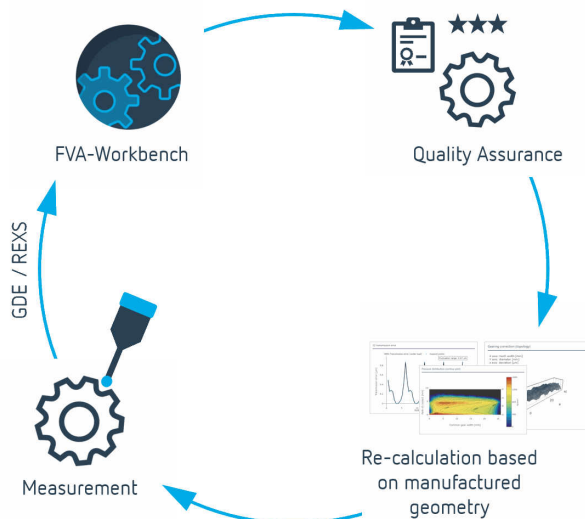 FVA-Workbench
Quality Assurance
GDE / REXS
Measurement
Re-calculation based
on manufactured
geometry